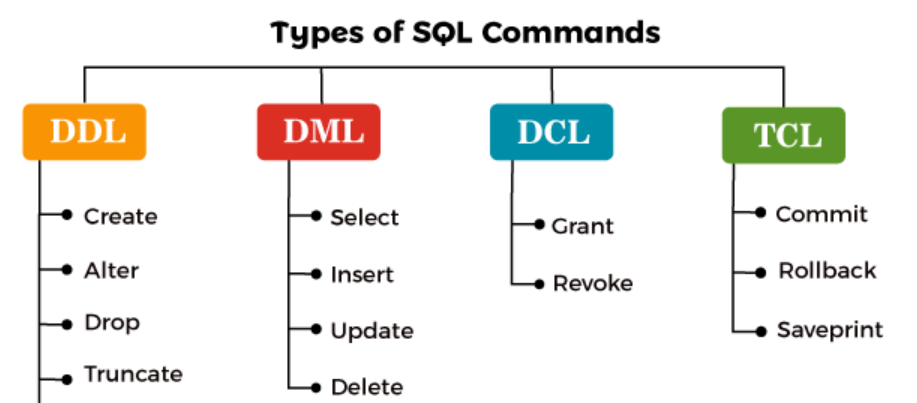 Types of SQL Commands
DDL
Create
Alter
Drop
Truncate
DML
Select
Insert
Update
Delete
DCL
Grant
Revoke
TCL
Commit
Rollback
Saveprint